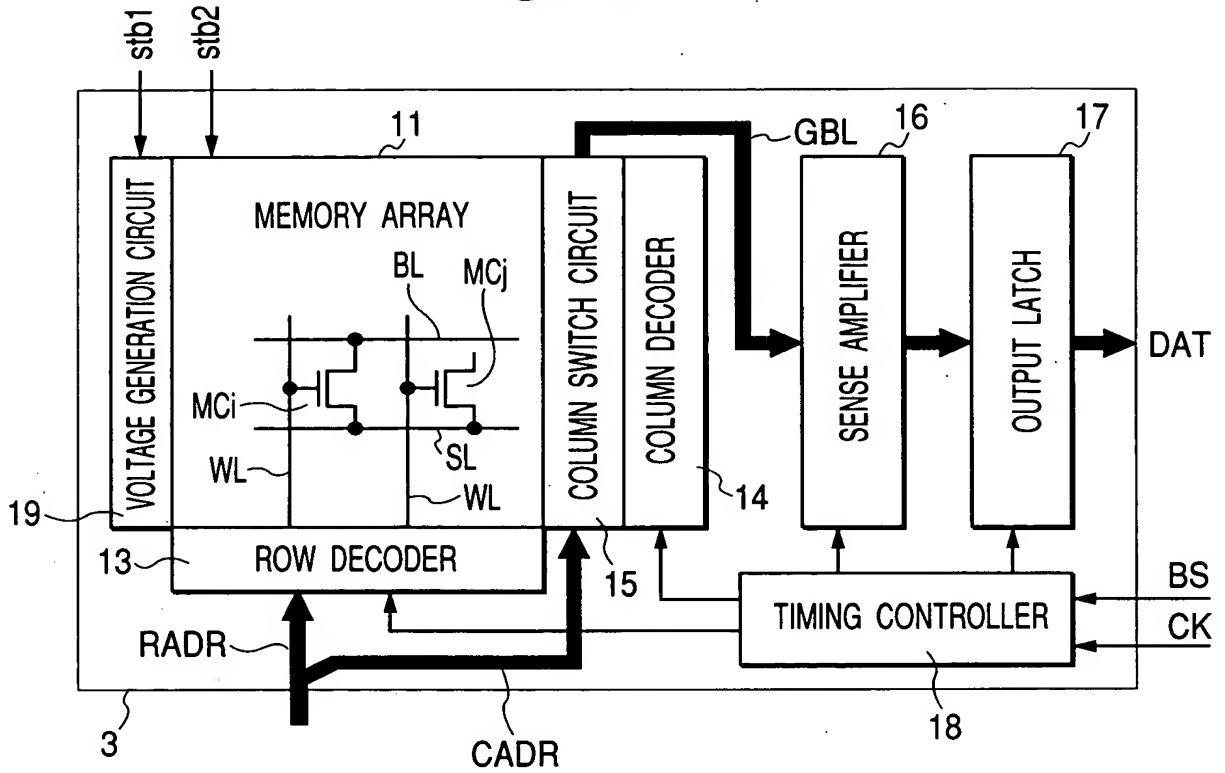 stb1
stb2
11
GBL
16
17
VOLTAGE GENERATION CIRCUIT
MEMORY ARRAY
BL
MCj
MCi
SL
WL
WL
COLUMN SWITCH CIRCUIT
COLUMN DECODER
SENSE AMPLIFIER
OUTPUT LATCH
DAT
19
14
13
ROW DECODER
15
TIMING CONTROLLER
BS
CK
RADR
3
CADR
18